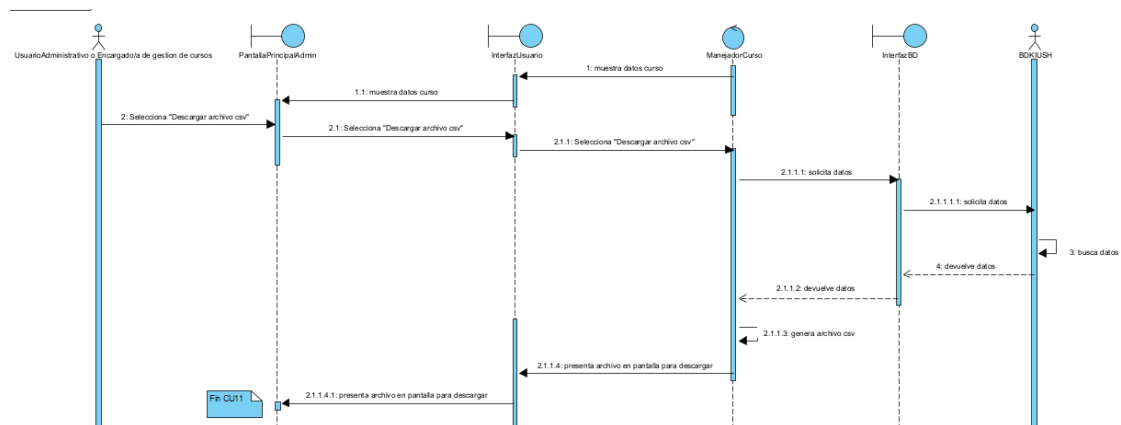 UsuarioAdministrativo o Encargado/a de gestion de cursos
PantallaPrincipalAdmin
InterfazUsuario
ManejadorCurso
InterfazBD
BDKIUSH
1: muestra datos curso
1.1: muestra datos curso
2: Selecciona "Descargar archivo csv"
2.1: Selecciona "Descargar archivo csv"
2.1.1: Selecciona "Descargar archivo csv"
2.1.1.1: solicita datos
2.1.1.1.1: solicita datos
3: busca datos
4: devuelve datos
2.1.1.2: devuelve datos
2.1.1.3: genera archivo csv
2.1.1.4: presenta archivo en pantalla para descargar
2.1.1.4.1: presenta archivo en pantalla para descargar
Fin CU11